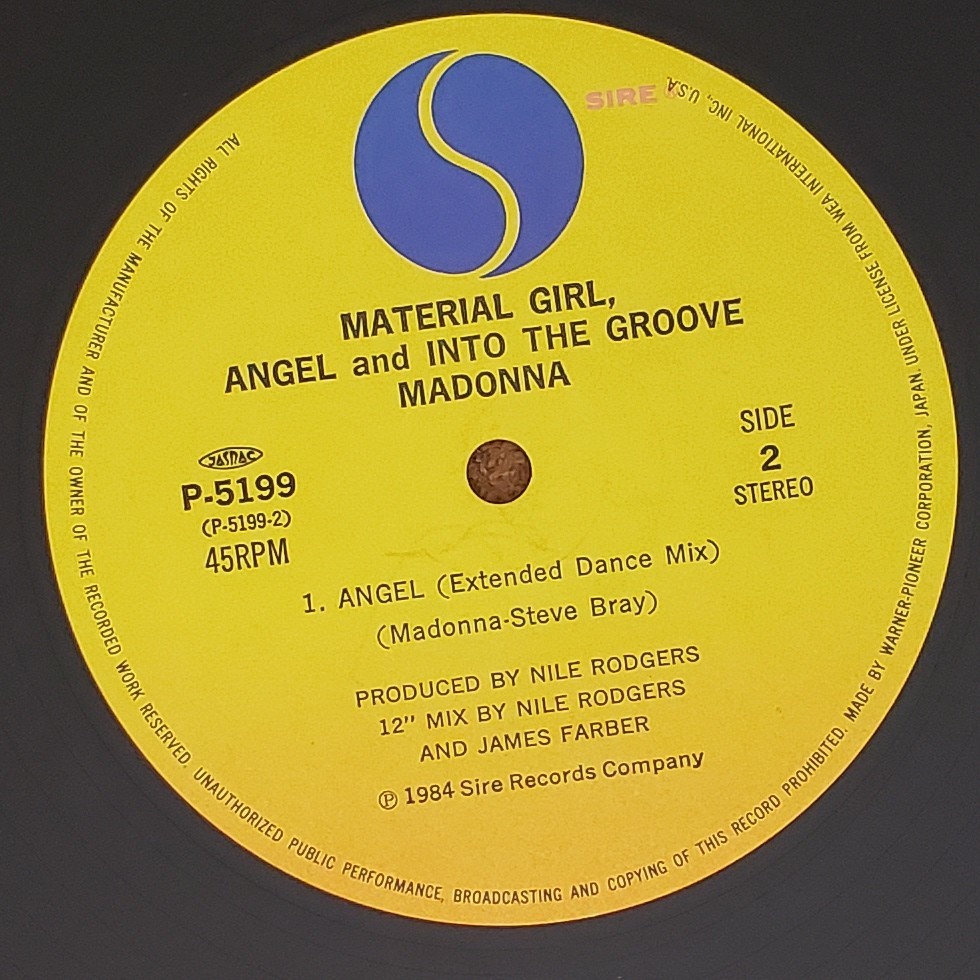 SIRE
MATERIAL GIRL,
ANGEL and INTO THE GROOVE
MADONNA
JASRAC
P-5199
(P-5199-2)
45RPM
SIDE
2
STEREO
1. ANGEL (Extended Dance Mix)
(Madonna-Steve Bray)
PRODUCED BY NILE RODGERS
12" MIX BY NILE RODGERS
AND JAMES FARBER
Ⓟ 1984 Sire Records Company
ALL RIGHTS OF THE MANUFACTURER AND OF THE OWNER OF THE RECORDED WORK RESERVED. UNAUTHORIZED PUBLIC PERFORMANCE, BROADCASTING AND COPYING OF THIS RECORD PROHIBITED. MADE BY WARNER-PIONEER CORPORATION, JAPAN. UNDER LICENSE FROM WEA INTERNATIONAL INC., U.S.A.